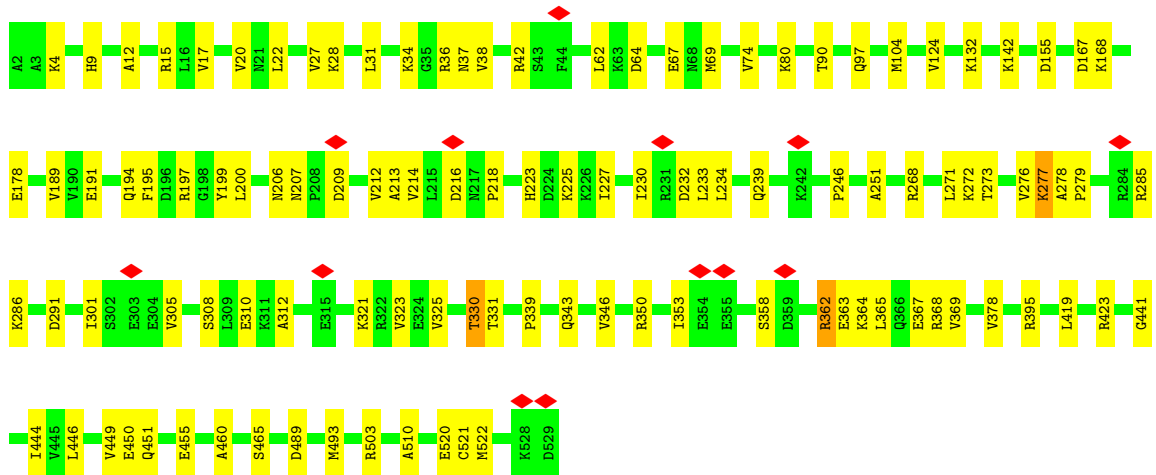 A2 A3 K4 H9 A12 R15 L16 V17 V20 N21 L22 V27 K28 L31 K34 G35 R36 N37 V38 R42 S43 F44 L62 K63 D64 E67 N68 M69 V74 K80 T90 Q97 M104 V124 K132 K142 D155 D167 K168
E178 V189 V190 E191 Q194 F195 D196 R197 G198 Y199 L200 N206 N207 P208 D209 V212 A213 V214 L215 D216 N217 P218 H223 D224 K225 K226 I227 I230 R231 D232 L233 L234 Q239 K242 P246 A251 R268 L271 K272 T273 V276 K277 A278 P279 R284 R285
K286 D291 I301 S302 E303 E304 V305 S308 L309 E310 K311 A312 E315 K321 R322 V323 E324 V325 T330 T331 P339 Q343 V346 R350 I353 E354 E355 S358 D359 R362 E363 K364 L365 Q366 E367 R368 V369 V378 R395 L419 R423 G441
I444 V445 L446 V449 E450 Q451 E455 A460 S465 D489 M493 R503 A510 E520 C521 M522 K528 D529